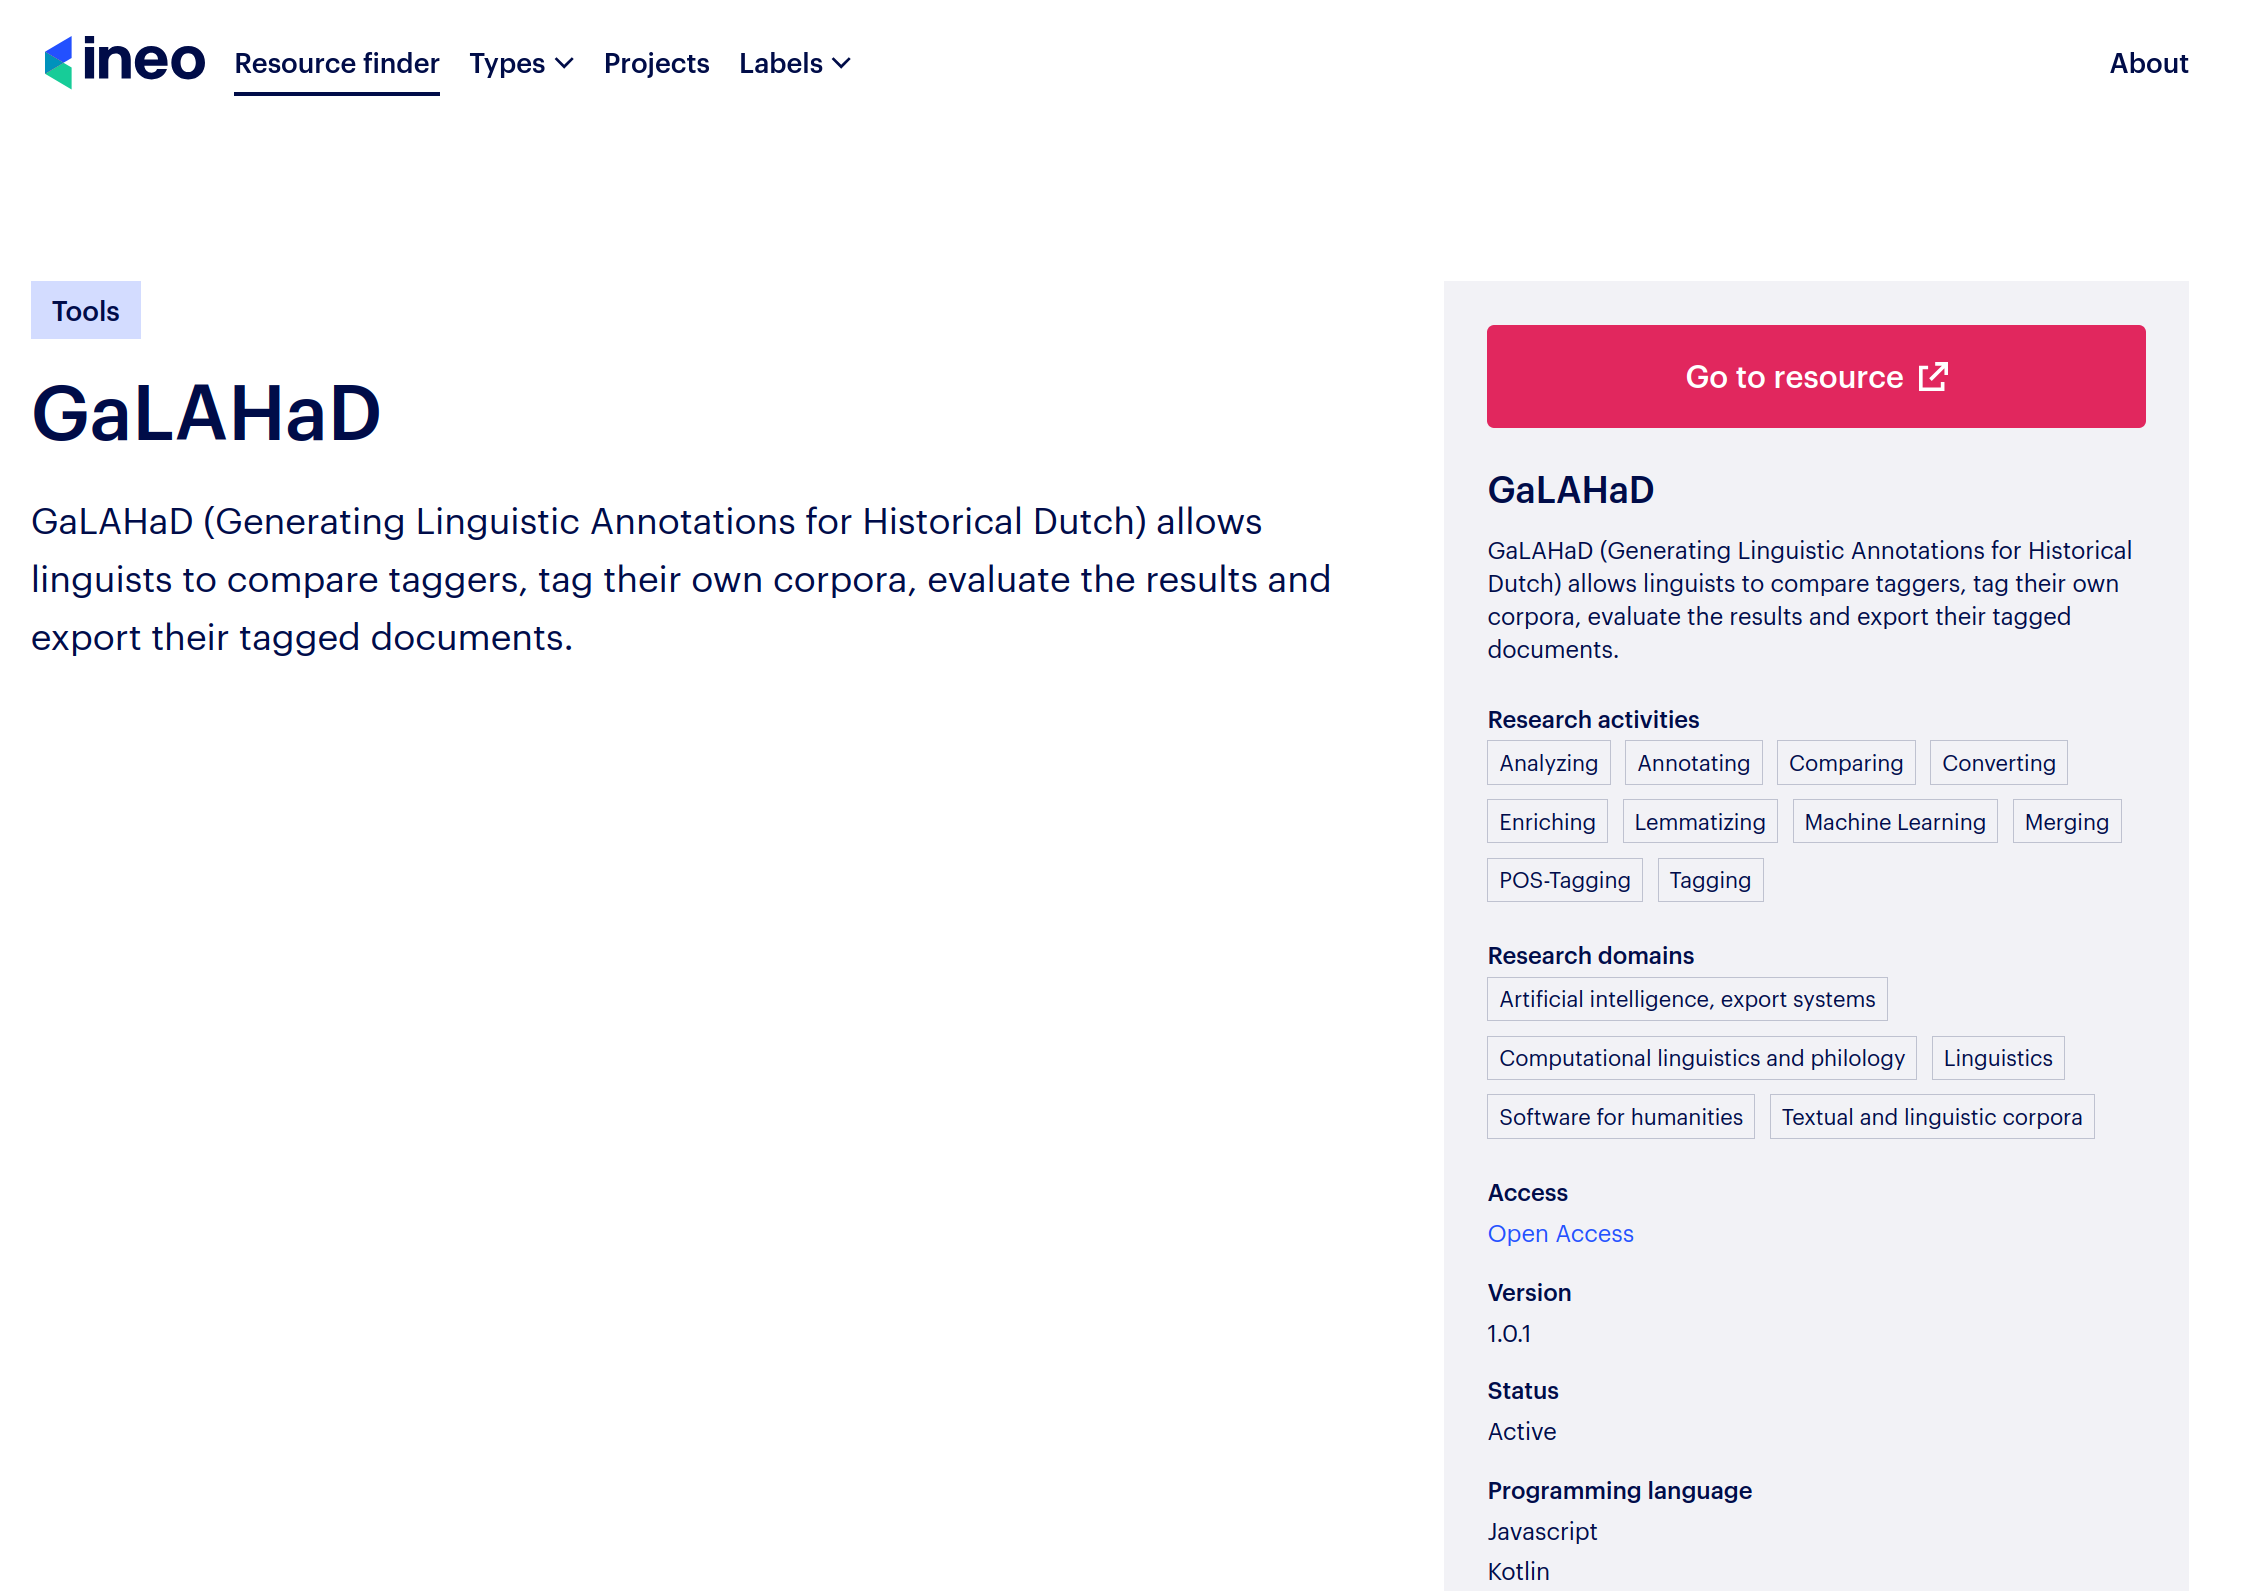 ineo Resource finder Types Projects Labels About
Tools
GaLAHaD
GaLAHaD (Generating Linguistic Annotations for Historical Dutch) allows
linguists to compare taggers, tag their own corpora, evaluate the results and
export their tagged documents.
Go to resource
GaLAHaD
GaLAHaD (Generating Linguistic Annotations for Historical
Dutch) allows linguists to compare taggers, tag their own
corpora, evaluate the results and export their tagged
documents.
Research activities
Analyzing Annotating Comparing Converting
Enriching Lemmatizing Machine Learning Merging
POS-Tagging Tagging
Research domains
Artificial intelligence, export systems
Computational linguistics and philology Linguistics
Software for humanities Textual and linguistic corpora
Access
Open Access
Version
1.0.1
Status
Active
Programming language
Javascript
Kotlin